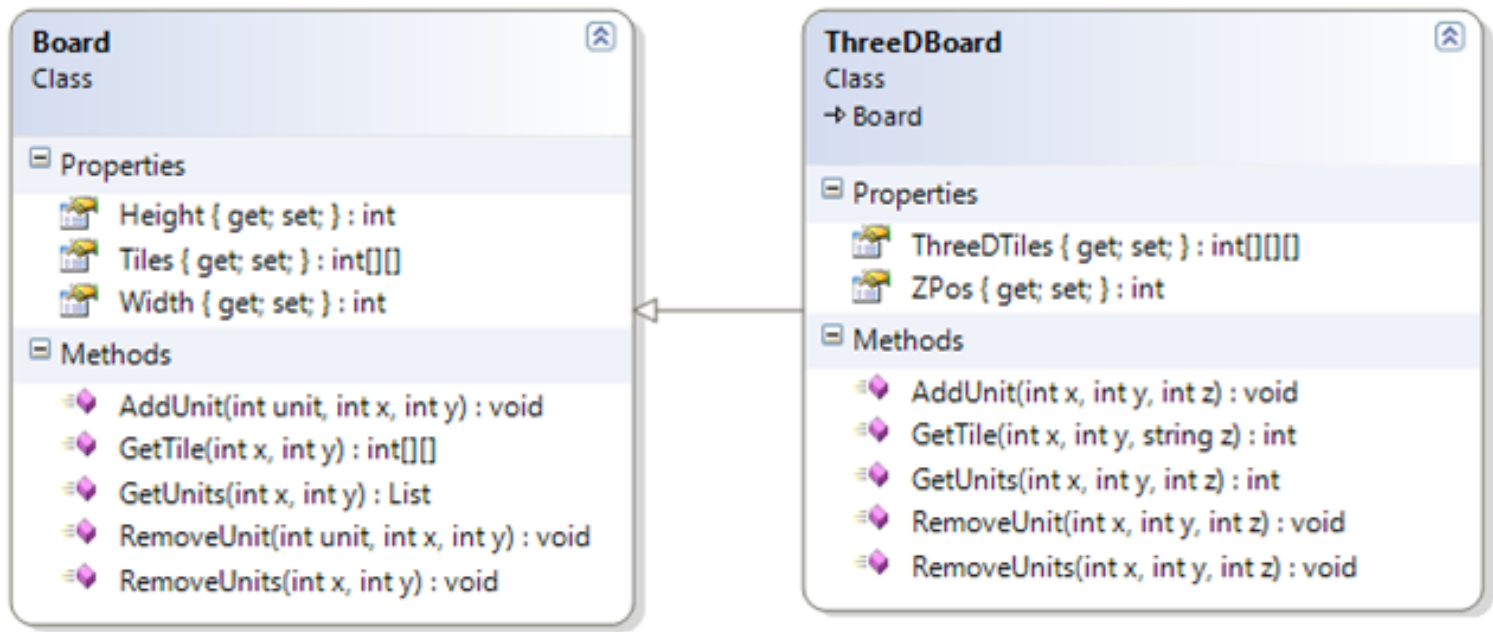 Board
Class
Properties
Height { get; set; } : int
Tiles { get; set; } : int[][]
Width { get; set; } : int
Methods
AddUnit(int unit, int x, int y) : void
GetTile(int x, int y) : int[][]
GetUnits(int x, int y) : List
RemoveUnit(int unit, int x, int y) : void
RemoveUnits(int x, int y) : void
ThreeDBoard
Class
Board
Properties
ThreeDTiles { get; set; } : int[][][]
ZPos { get; set; } : int
Methods
AddUnit(int x, int y, int z) : void
GetTile(int x, int y, string z) : int
GetUnits(int x, int y, int z) : int
RemoveUnit(int x, int y, int z) : void
RemoveUnits(int x, int y, int z) : void